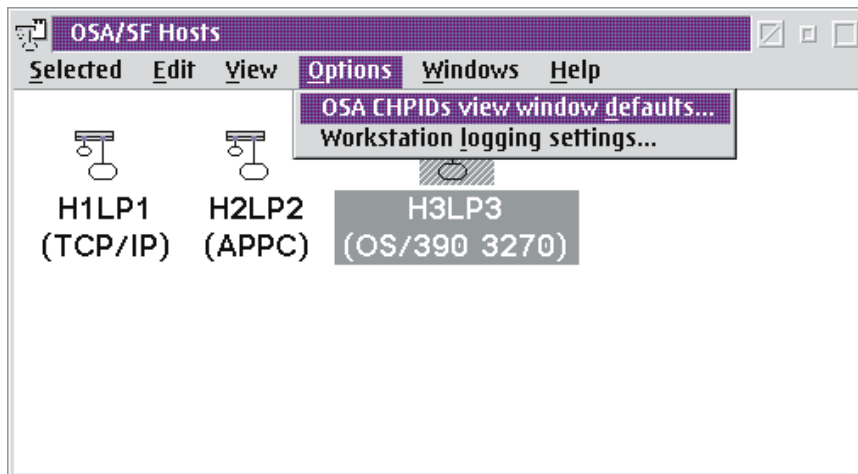 OSA/SF Hosts
Selected Edit View Options Windows Help
OSA CHPIDs view window defaults...
Workstation logging settings...
H1LP1 H2LP2 H3LP3
(TCP/IP) (APPC) (OS/390 3270)